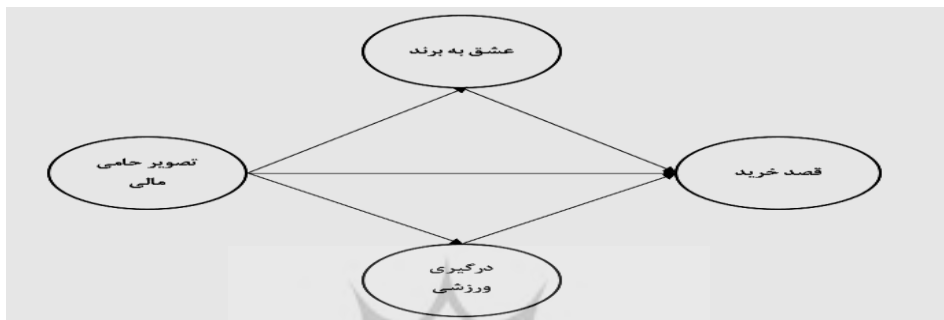 عشق به برند
تصویر حامی
مالی
قصد خرید
درگیری
ورزشی